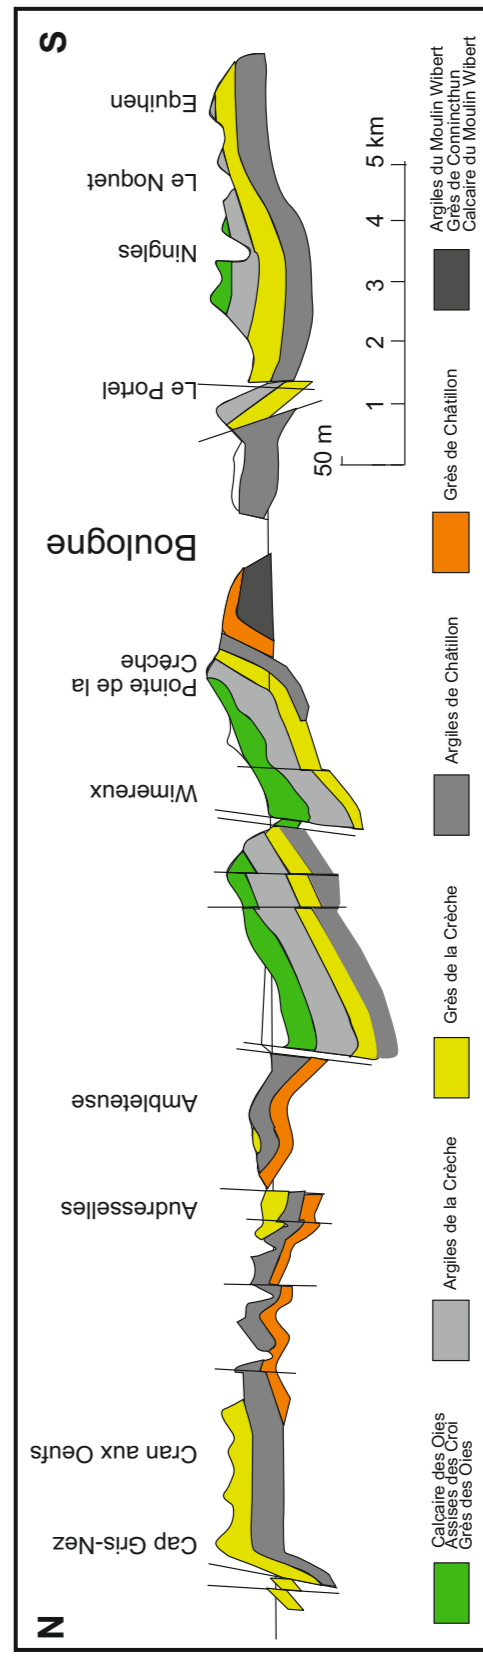 N
S
Cap Gris-Nez
Cran aux Oeufs
Audresselles
Ambleteuse
Wimereux
Pointe de la
Crèche
Boulogne
Le Portel
Ningles
Le Noquet
Equihen
50 m
1
2
3
4
5 km
Calcaire des Oies
Assises des Croi
Grès des Oies
Argiles de la Crèche
Grès de la Crèche
Argiles de Châtillon
Grès de Châtillon
Argiles du Moulin Wibert
Grès de Connincthun
Calcaire du Moulin Wibert